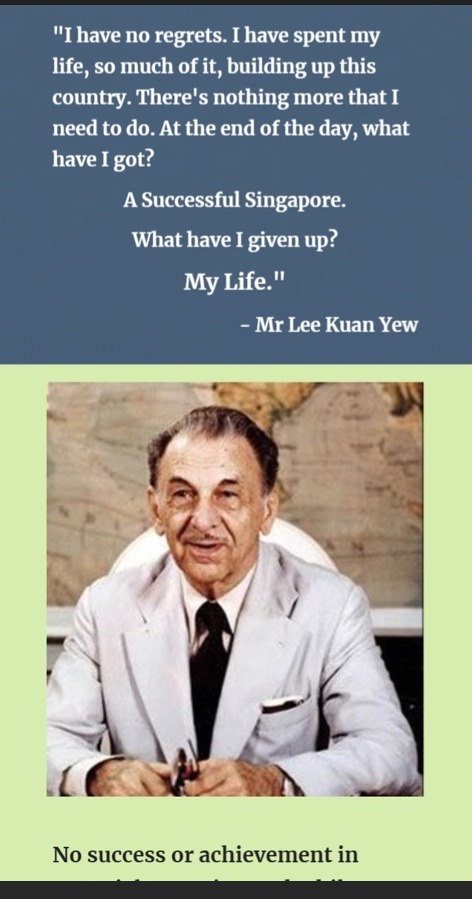 "I have no regrets. I have spent my
life, so much of it, building up this
country. There's nothing more that I
need to do. At the end of the day, what
have I got?
A Successful Singapore.
What have I given up?
My Life."
– Mr Lee Kuan Yew
No success or achievement in